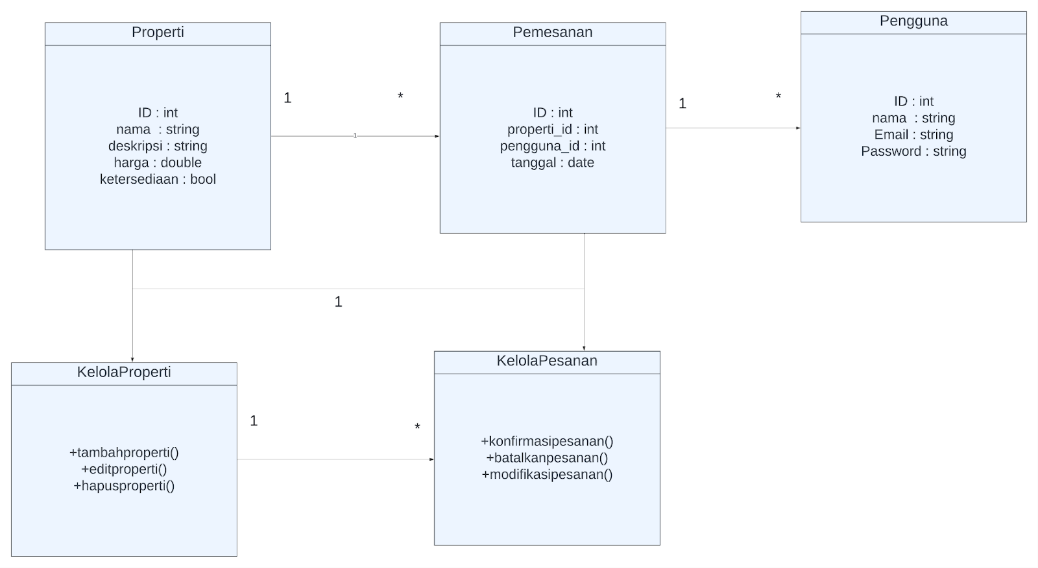 Properti
ID : int
nama : string
deskripsi : string
harga : double
ketersediaan : bool
1
*
1
Pemesanan
ID : int
properti_id : int
pengguna_id : int
tanggal : date
1
*
Pengguna
ID : int
nama : string
Email : string
Password : string
1
KelolaProperti
+tambahproperti()
+editproperti()
+hapusproperti()
1
*
KelolaPesanan
+konfirmasipesanan()
+batalkanpesanan()
+modifikasipesanan()